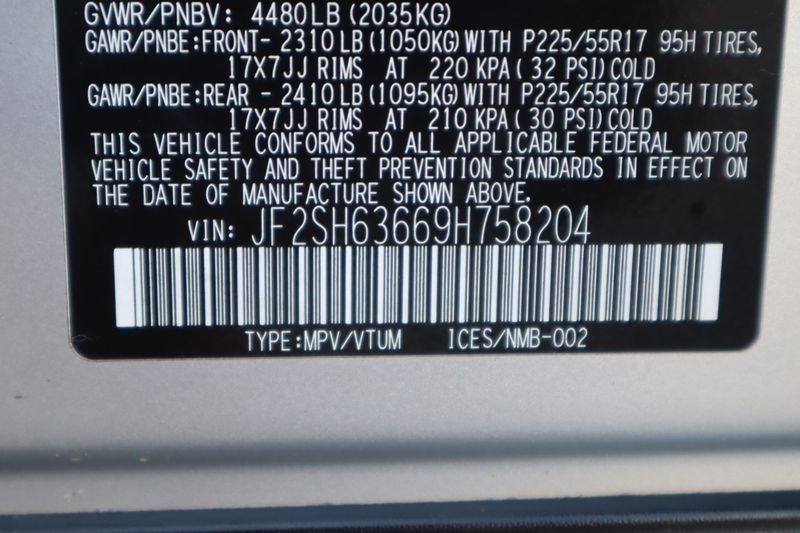 GVWR/PNBV: 4480LB(2035KG)
GAWR/PNBE:FRONT- 2310LB(1050KG)WITH P225/55R17 95H TIRES,
17X7JJ RIMS AT 220 KPA( 32 PSI)COLD
GAWR/PNBE:REAR - 2410LB(1095KG)WITH P225/55R17 95H TIRES,
17X7JJ RIMS AT 210 KPA( 30 PSI)COLD
THIS VEHICLE CONFORMS TO ALL APPLICABLE FEDERAL MOTOR
VEHICLE SAFETY AND THEFT PREVENTION STANDARDS IN EFFECT ON
THE DATE OF MANUFACTURE SHOWN ABOVE.
VIN: JF2SH63669H758204
TYPE:MPV/VTUM ICES/NMB-002